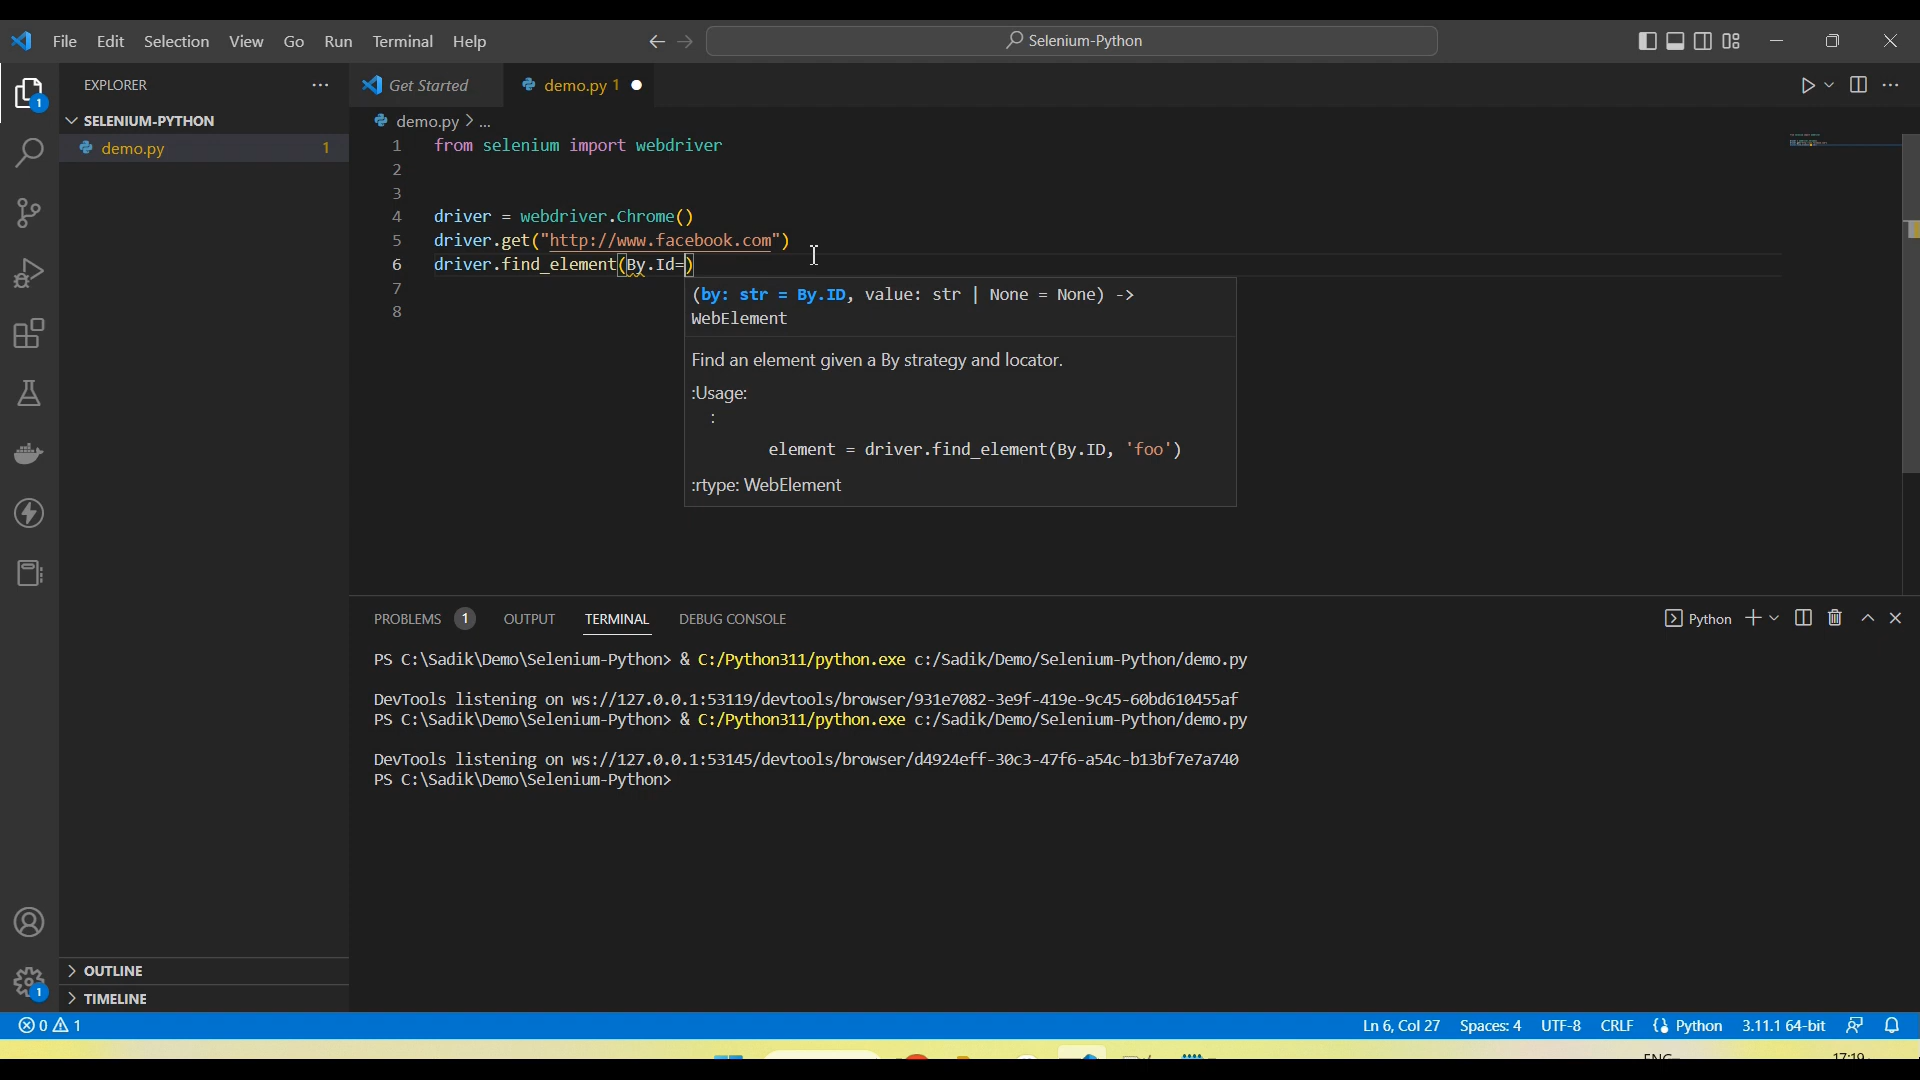 File Edit Selection View Go Run Terminal Help
Selenium-Python
EXPLORER
Get Started
demo.py 1
SELENIUM-PYTHON
demo.py 1
demo.py > ...
1 from selenium import webdriver
2
3
4 driver = webdriver.Chrome()
5 driver.get("http://www.facebook.com")
6 driver.find_element(By.Id=)
7
8
(by: str = By.ID, value: str | None = None) ->
WebElement
Find an element given a By strategy and locator.
:Usage:
:
element = driver.find_element(By.ID, 'foo')
:rtype: WebElement
PROBLEMS 1 OUTPUT TERMINAL DEBUG CONSOLE
Python
PS C:\Sadik\Demo\Selenium-Python> & C:/Python311/python.exe c:/Sadik/Demo/Selenium-Python/demo.py
DevTools listening on ws://127.0.0.1:53119/devtools/browser/931e7082-3e9f-419e-9c45-60bd610455af
PS C:\Sadik\Demo\Selenium-Python> & C:/Python311/python.exe c:/Sadik/Demo/Selenium-Python/demo.py
DevTools listening on ws://127.0.0.1:53145/devtools/browser/d4924eff-30c3-47f6-a54c-b13bf7e7a740
PS C:\Sadik\Demo\Selenium-Python>
1
OUTLINE
TIMELINE
1
0 1
Ln 6, Col 27 Spaces: 4 UTF-8 CRLF Python 3.11.1 64-bit
ENG 17:19